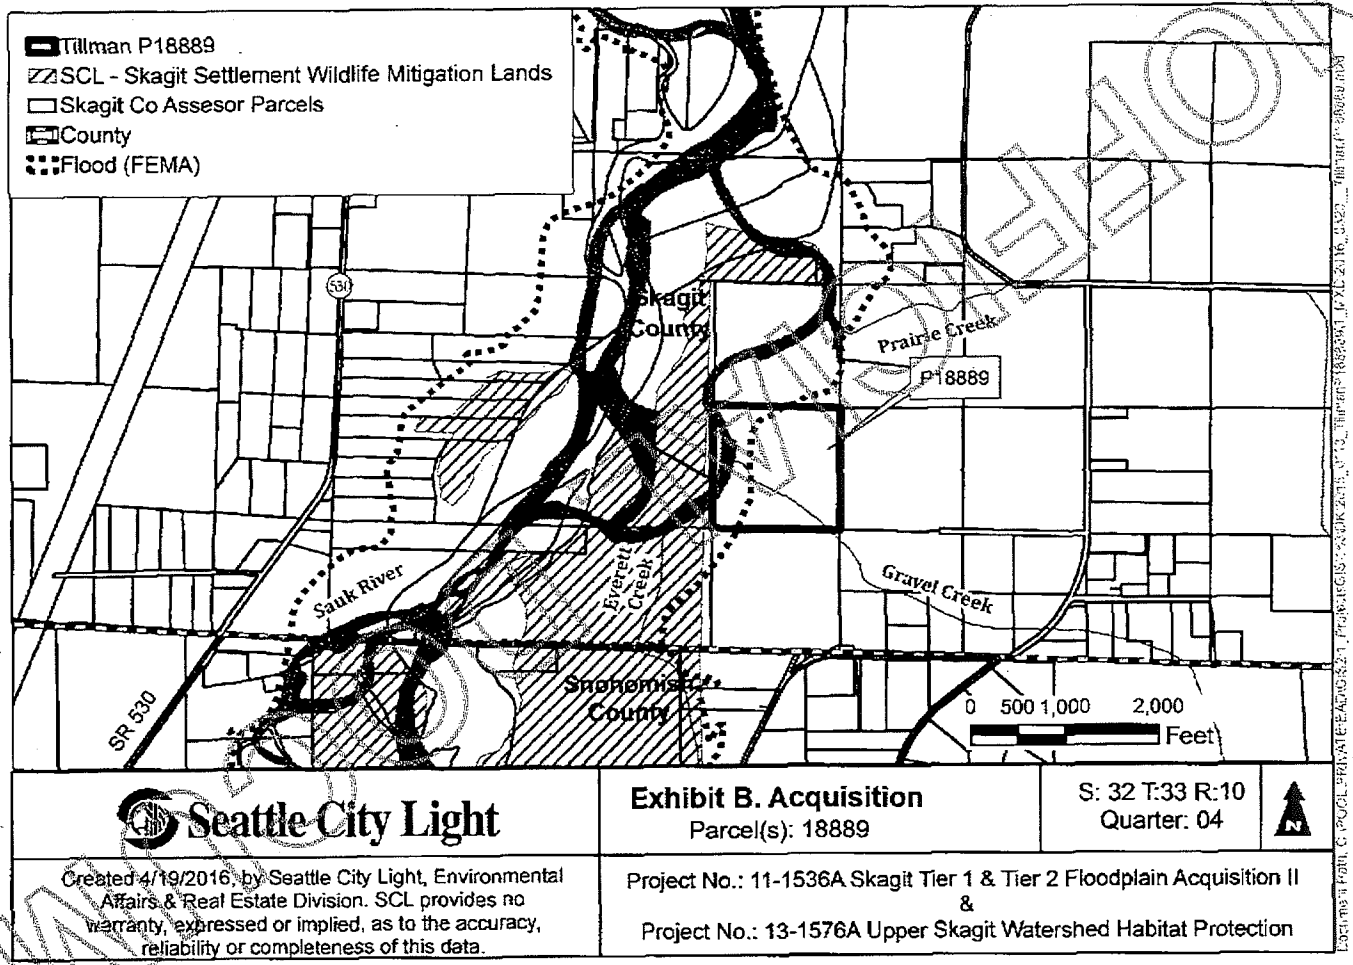 Tillman P18889
SCL - Skagit Settlement Wildlife Mitigation Lands
Skagit Co Assesor Parcels
County
Flood (FEMA)
530
Skagit
County
Prairie Creek
P18889
Sauk River
Everett
Creek
Gravel Creek
Snohomish
County
SR 530
0 500 1,000 2,000
Feet
Seattle City Light
Exhibit B. Acquisition
Parcel(s): 18889
S: 32 T:33 R:10
Quarter: 04
N
Created 4/19/2016, by Seattle City Light, Environmental
Affairs & Real Estate Division. SCL provides no
warranty, expressed or implied, as to the accuracy,
reliability or completeness of this data.
Project No.: 11-1536A Skagit Tier 1 & Tier 2 Floodplain Acquisition II
&
Project No.: 13-1576A Upper Skagit Watershed Habitat Protection